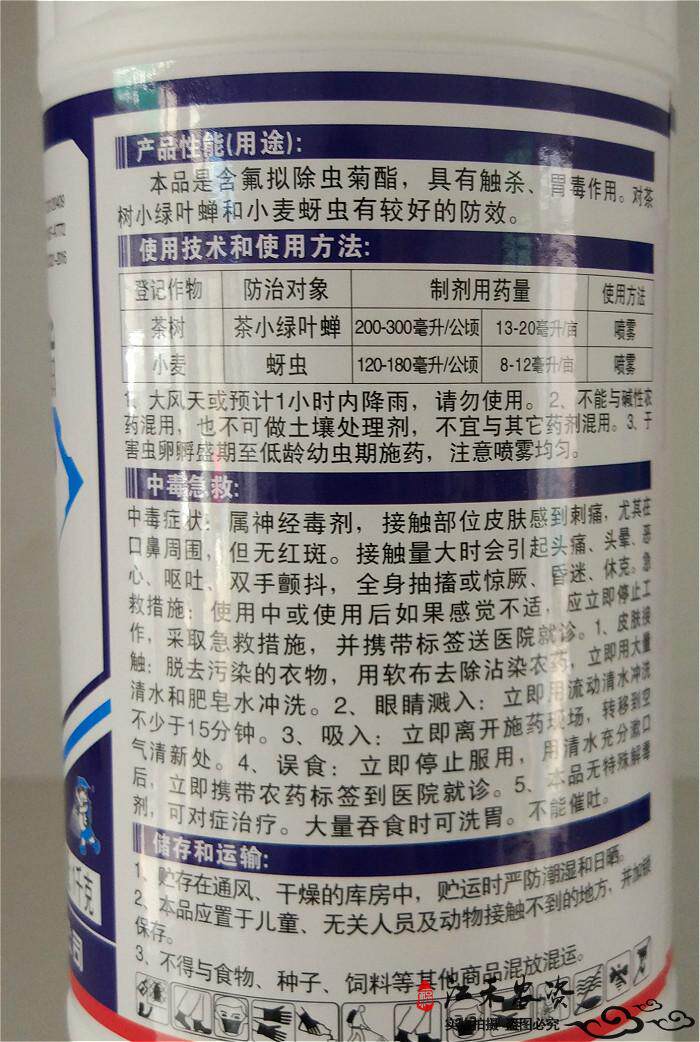 产品性能(用途):
本品是含氟拟除虫菊酯，具有触杀、胃毒作用。对茶
树小绿叶蝉和小麦蚜虫有较好的防效。
使用技术和使用方法:
登记作物 防治对象 制剂用药量 使用方法
茶树 茶小绿叶蝉 200-300毫升/公顷 13-20毫升/亩 喷雾
小麦 蚜虫 120-180毫升/公顷 8-12毫升/亩 喷雾
1、大风天或预计1小时内降雨，请勿使用。2、不能与碱性农
药混用，也不可做土壤处理剂，不宜与其它药剂混用。3、于
害虫卵孵盛期至低龄幼虫期施药，注意喷雾均匀。
中毒急救:
中毒症状：属神经毒剂，接触部位皮肤感到刺痛，尤其在
口鼻周围，但无红斑。接触量大时会引起头痛、头晕、恶
心、呕吐、双手颤抖，全身抽搐或惊厥、昏迷、休克。急
救措施：使用中或使用后如果感觉不适，应立即停止工
作，采取急救措施，并携带标签送医院就诊。1、皮肤接
触：脱去污染的衣物，用软布去除沾染农药，立即用大量
清水和肥皂水冲洗。2、眼睛溅入：立即用流动清水冲洗
不少于15分钟。3、吸入：立即离开施药现场，转移到空
气清新处。4、误食：立即停止服用，用清水充分漱口
后，立即携带农药标签到医院就诊。5、本品无特殊解毒
剂，可对症治疗。大量吞食时可洗胃。不能催吐。
储存和运输:
1、贮存在通风、干燥的库房中，贮运时严防潮湿和日晒。
2、本品应置于儿童、无关人员及动物接触不到的地方，并加锁
保存。
3、不得与食物、种子、饲料等其他商品混放混运。
千克
司
江禾农资
实物拍摄 盗图必究